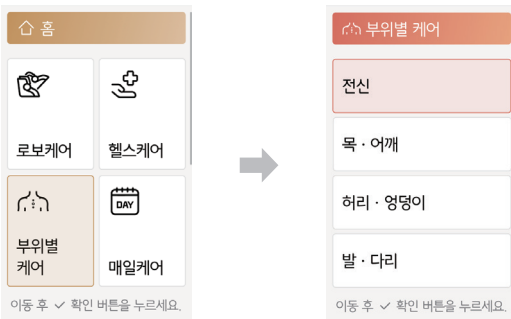 홈
로보케어
헬스케어
부위별
케어
DAY
매일케어
이동 후 ✓ 확인 버튼을 누르세요.
부위별 케어
전신
목 · 어깨
허리 · 엉덩이
발 · 다리
이동 후 ✓ 확인 버튼을 누르세요.